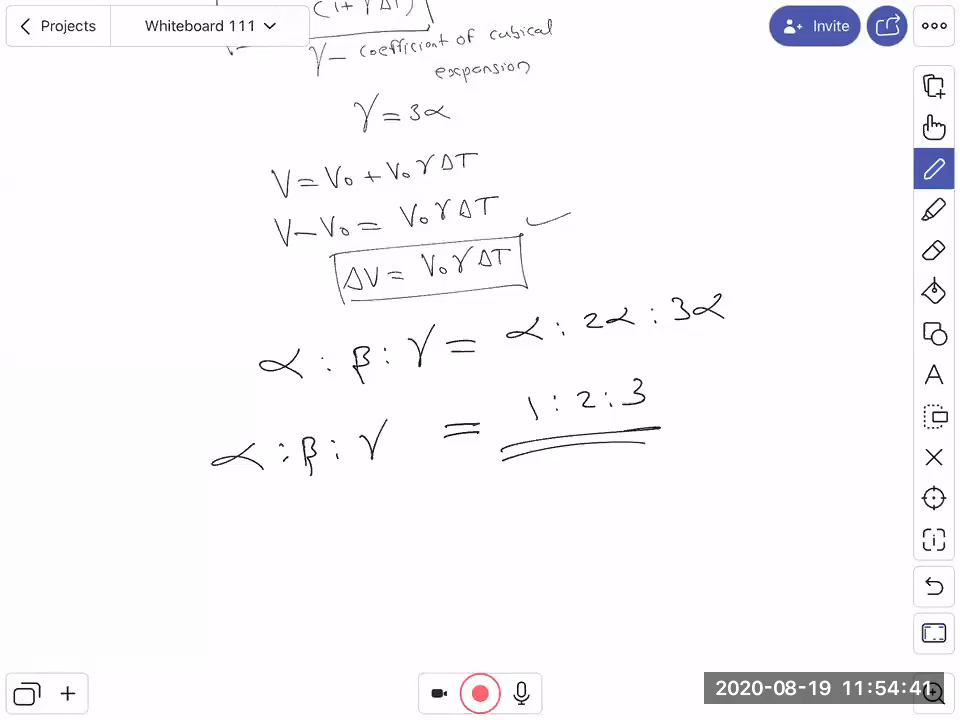 Projects
Whiteboard 111
Invite
(1 + γΔT)
γ – coefficient of cubical
expansion
γ = 3α
V = V₀ + V₀γΔT
V – V₀ = V₀γΔT
ΔV = V₀γΔT
α : β : γ = α : 2α : 3α
α : β : γ = 1 : 2 : 3
2020-08-19 11:54:41